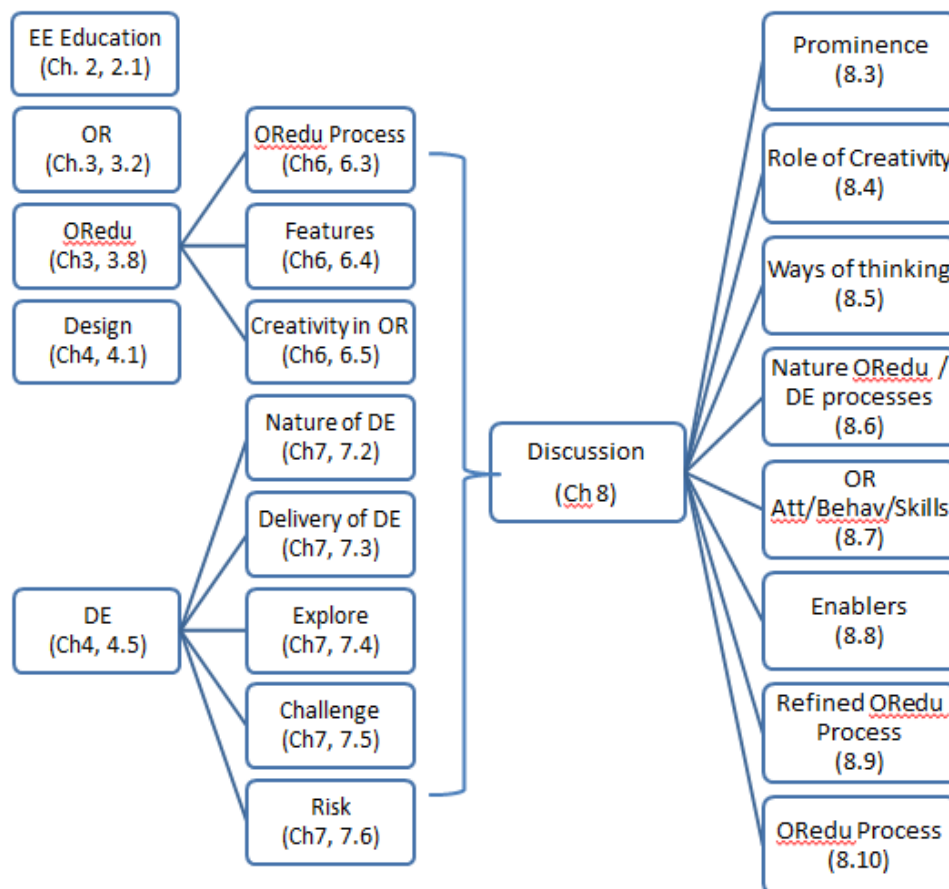 EE Education
(Ch. 2, 2.1)
OR
(Ch.3, 3.2)
ORedu
(Ch3, 3.8)
Design
(Ch4, 4.1)
DE
(Ch4, 4.5)
ORedu Process
(Ch6, 6.3)
Features
(Ch6, 6.4)
Creativity in OR
(Ch6, 6.5)
Nature of DE
(Ch7, 7.2)
Delivery of DE
(Ch7, 7.3)
Explore
(Ch7, 7.4)
Challenge
(Ch7, 7.5)
Risk
(Ch7, 7.6)
Discussion
(Ch 8)
Prominence
(8.3)
Role of Creativity
(8.4)
Ways of thinking
(8.5)
Nature ORedu /
DE processes
(8.6)
OR
Att/Behav/Skills
(8.7)
Enablers
(8.8)
Refined ORedu
Process
(8.9)
ORedu Process
(8.10)